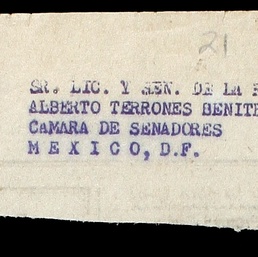 21
SR. LIC. Y SEN. DE LA
ALBERTO TERRONES BENITE
CAMARA DE SENADORES
M E X I C O, D.F.